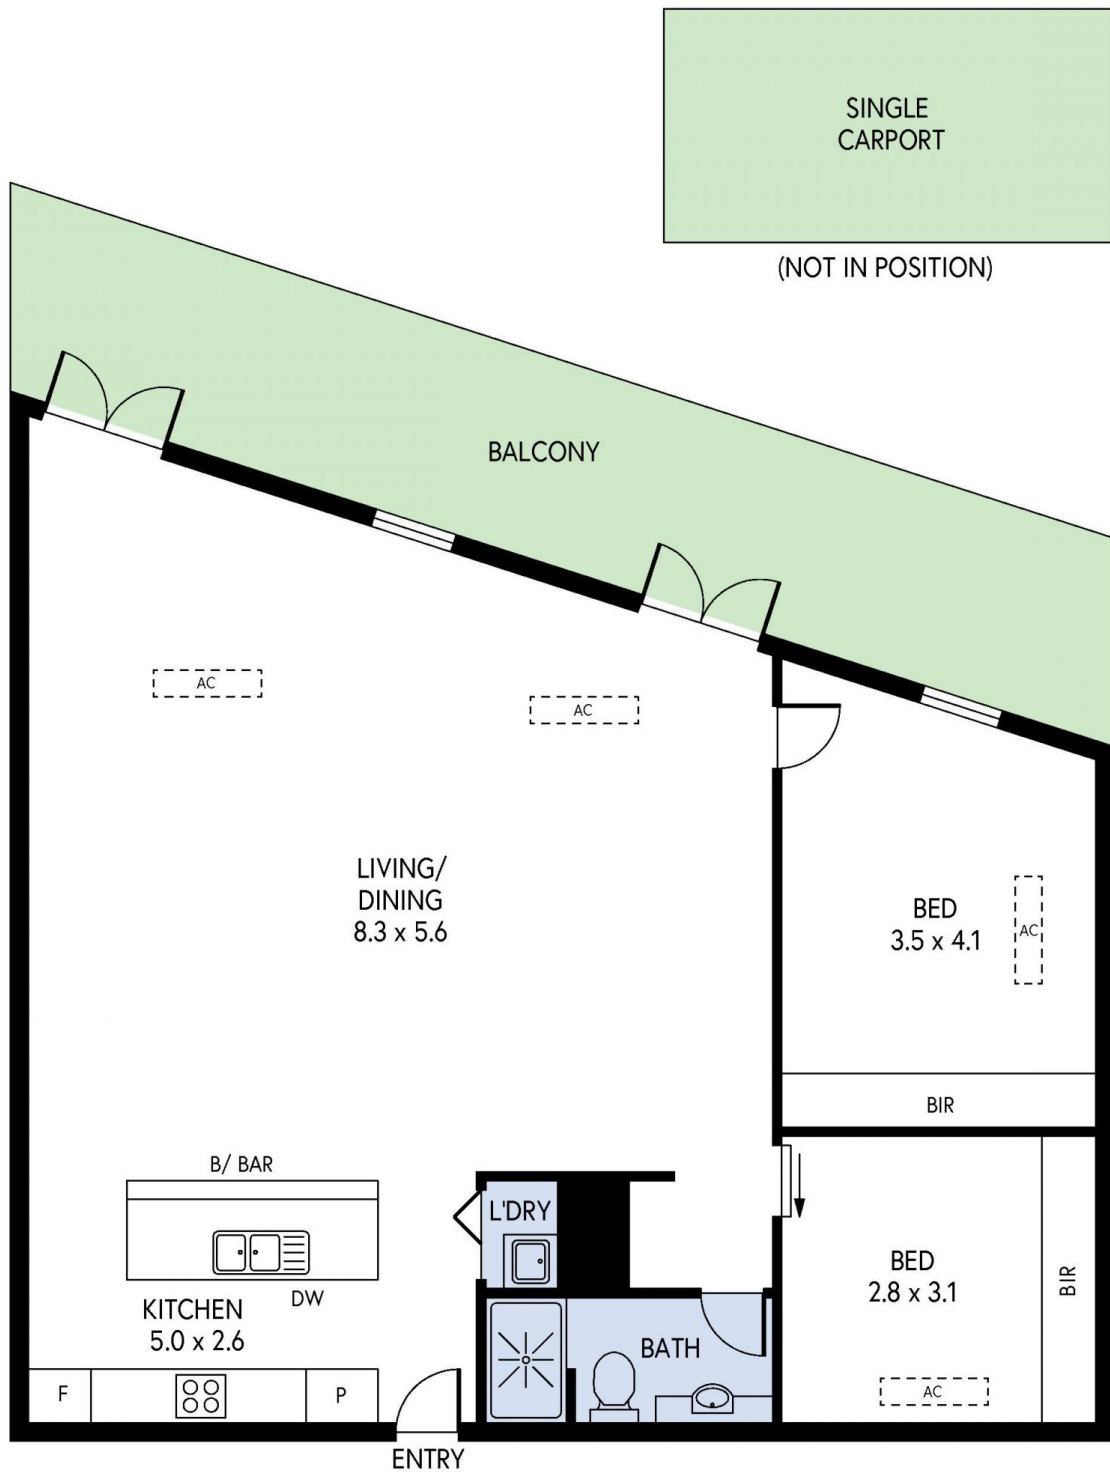 SINGLE
CARPORT
(NOT IN POSITION)
BALCONY
AC
AC
LIVING/
DINING
8.3 x 5.6
BED
3.5 x 4.1
AC
BIR
B/ BAR
L'DRY
BED
2.8 x 3.1
BIR
DW
KITCHEN
5.0 x 2.6
BATH
F
P
AC
ENTRY